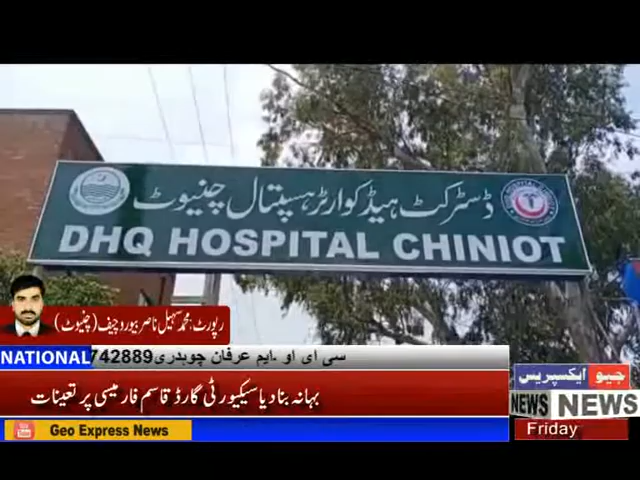 ڈسٹرکٹ ہیڈکوارٹر ہسپتال چنیوٹ
DHQ HOSPITAL CHINIOT
رپورٹ: محمد سہیل ناصر بیورو چیف (چنیوٹ)
NATIONAL
742889 سی ای او۔ایم عرفان چوہدری
بہانہ بنا دیا سیکیورٹی گارڈ قاسم فارمیسی پر تعینات
Geo Express News
جیو ایکسپریس
NEWS NEWS
Friday